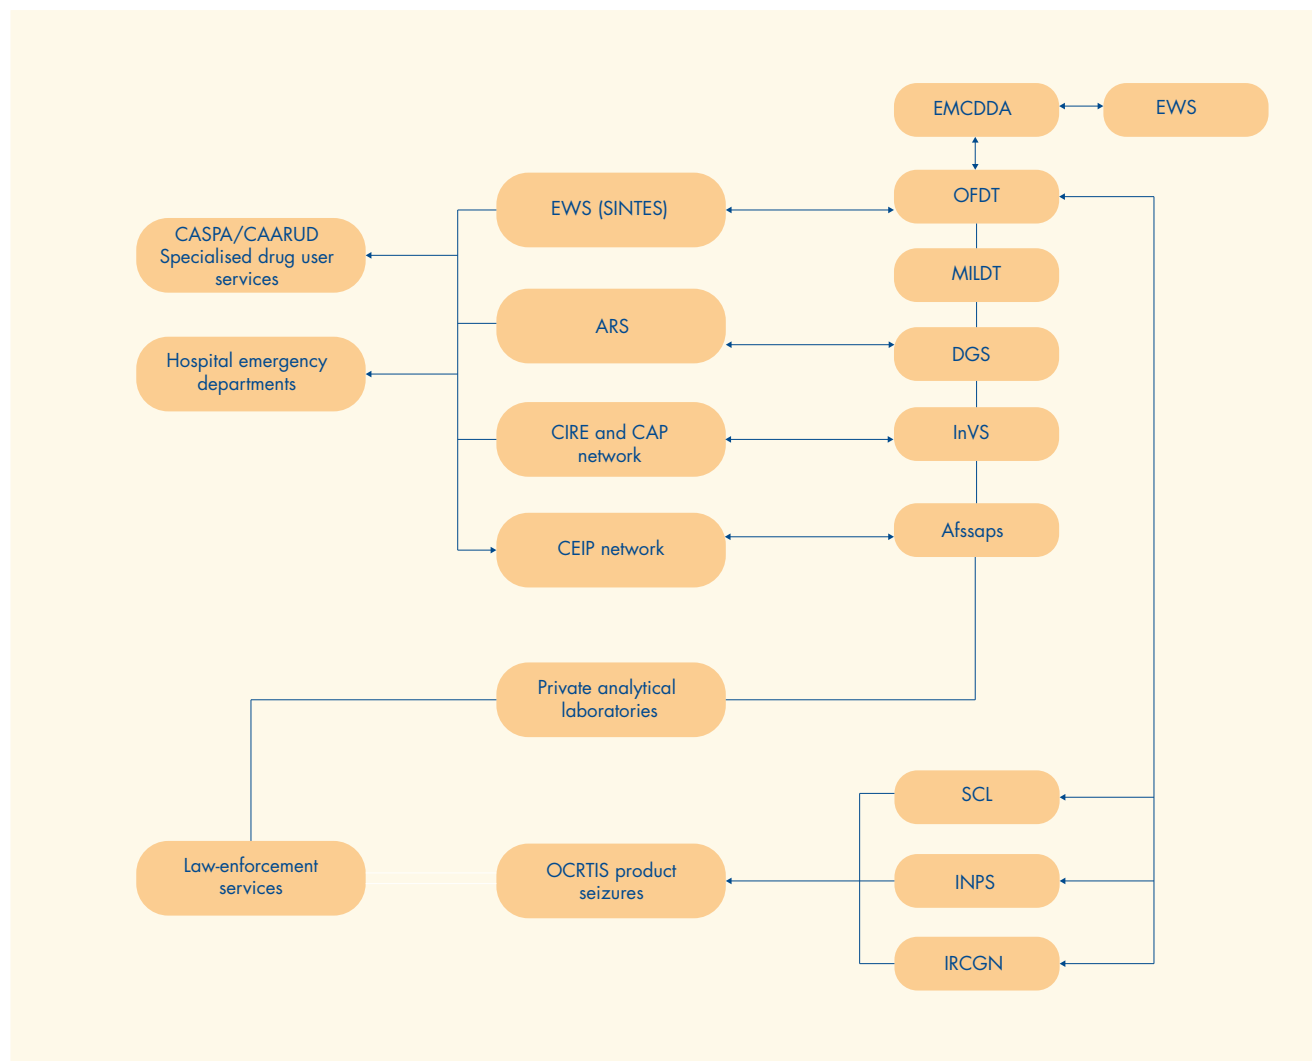 EMCDDA
EWS
EWS (SINTES)
OFDT
CASPA/CAARUD
Specialised drug user
services
MILDT
ARS
Hospital emergency
departments
DGS
CIRE and CAP
network
InVS
CEIP network
Afssaps
Private analytical
laboratories
SCL
Law-enforcement
services
OCRTIS product
seizures
INPS
IRCGN